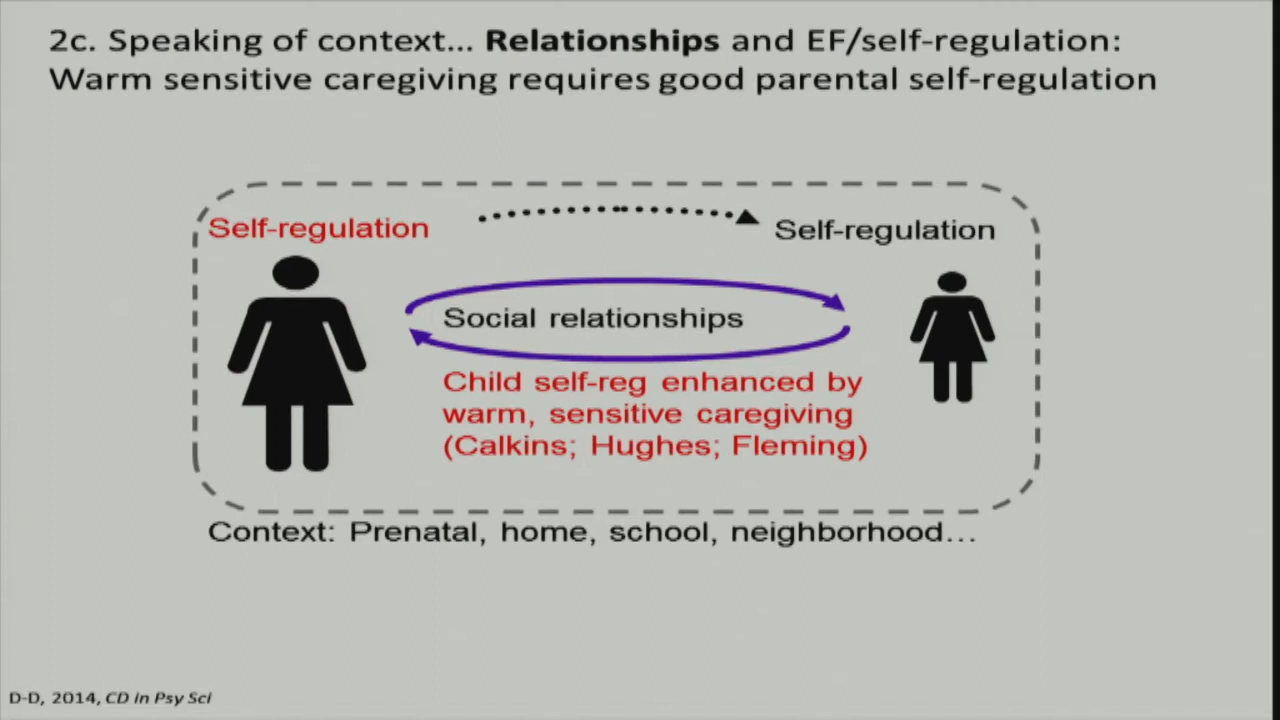 2c. Speaking of context... Relationships and EF/self-regulation:
Warm sensitive caregiving requires good parental self-regulation
Self-regulation
Self-regulation
Social relationships
Child self-reg enhanced by
warm, sensitive caregiving
(Calkins; Hughes; Fleming)
Context: Prenatal, home, school, neighborhood...
D-D, 2014, CD in Psy Sci